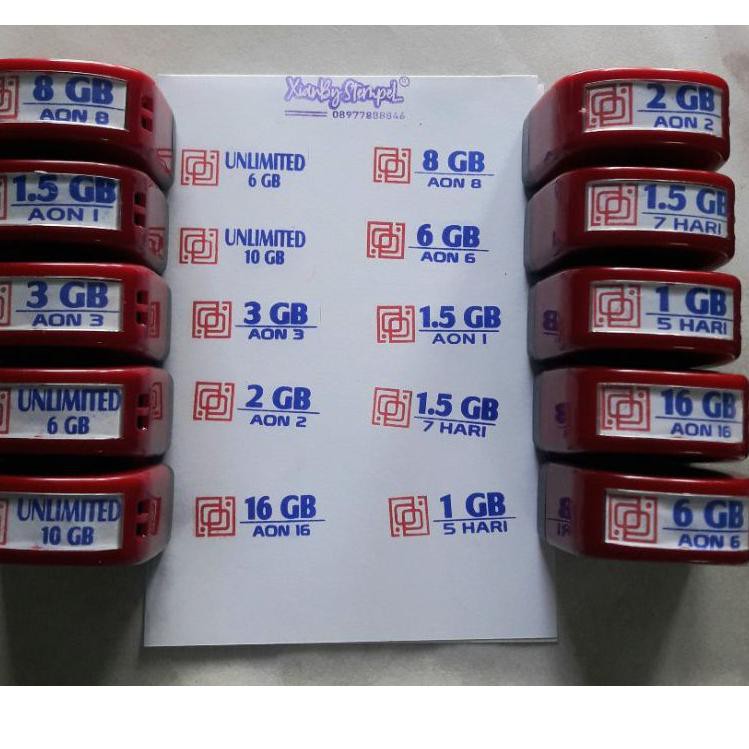 XianBy Stempel
08977888846
8 GB
AON 8
1.5 GB
AON 1
3 GB
AON 3
UNLIMITED
6 GB
UNLIMITED
10 GB
UNLIMITED
6 GB
8 GB
AON 8
UNLIMITED
10 GB
6 GB
AON 6
3 GB
AON 3
1.5 GB
AON 1
2 GB
AON 2
1.5 GB
7 HARI
16 GB
AON 16
1 GB
5 HARI
2 GB
AON 2
1.5 GB
7 HARI
1 GB
5 HARI
16 GB
AON 16
6 GB
AON 6